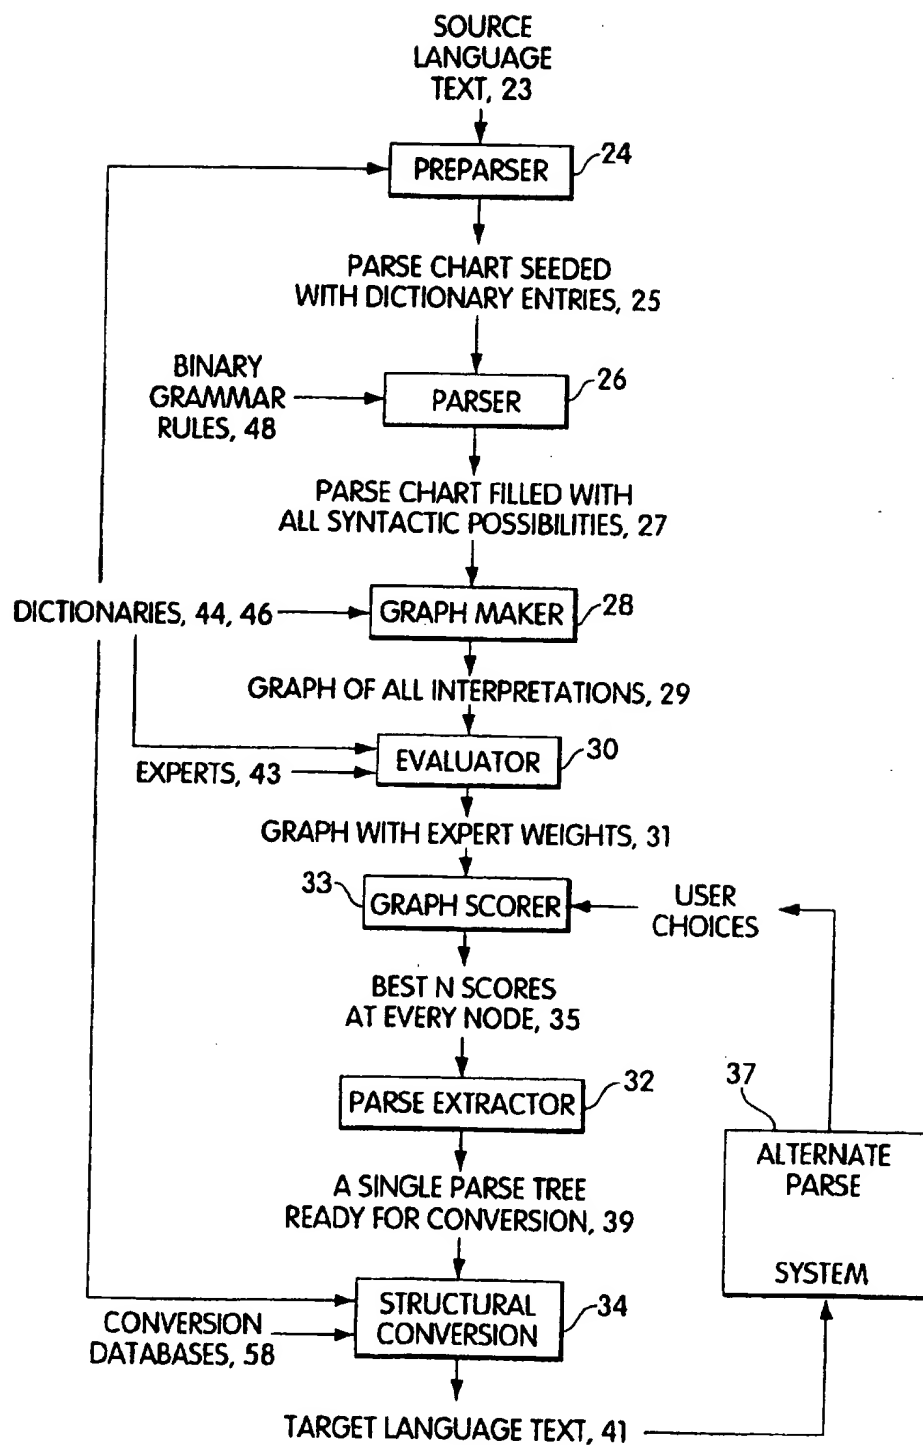 SOURCE
LANGUAGE
TEXT, 23
PREPARSER
24
PARSE CHART SEEDED
WITH DICTIONARY ENTRIES, 25
BINARY
GRAMMAR
RULES, 48
PARSER
26
PARSE CHART FILLED WITH
ALL SYNTACTIC POSSIBILITIES, 27
DICTIONARIES, 44, 46
GRAPH MAKER
28
GRAPH OF ALL INTERPRETATIONS, 29
EVALUATOR
30
EXPERTS, 43
GRAPH WITH EXPERT WEIGHTS, 31
33
GRAPH SCORER
USER
CHOICES
BEST N SCORES
AT EVERY NODE, 35
PARSE EXTRACTOR
32
37
ALTERNATE
PARSE
SYSTEM
A SINGLE PARSE TREE
READY FOR CONVERSION, 39
STRUCTURAL
CONVERSION
34
CONVERSION
DATABASES, 58
TARGET LANGUAGE TEXT, 41